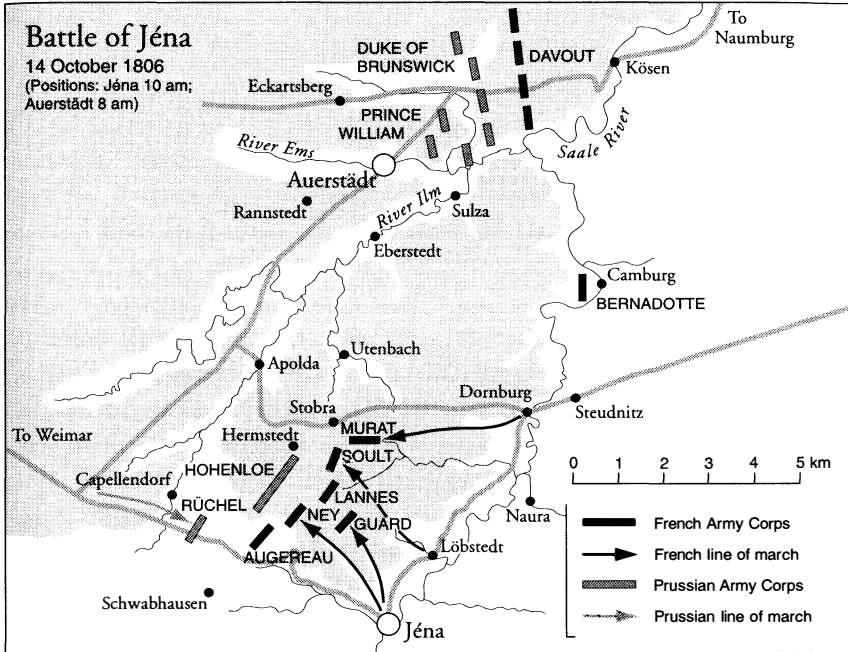 Battle of Jéna
14 October 1806
(Positions: Jéna 10 am;
Auerstädt 8 am)
To
Naumburg
DUKE OF
BRUNSWICK
DAVOUT
Kösen
Eckartsberg
PRINCE
WILLIAM
River Ems
Saale River
Auerstädt
Rannstedt
River Ilm
Sulza
Eberstedt
Camburg
BERNADOTTE
Utenbach
Apolda
Dornburg
Steudnitz
Stobra
To Weimar
Hermstedt
MURAT
SOULT
HOHENLOE
Capellendorf
LANNES
RÜCHEL
NEY
GUARD
Naura
AUGEREAU
Löbstedt
Schwabhausen
Jéna
0 1 2 3 4 5 km
French Army Corps
French line of march
Prussian Army Corps
Prussian line of march